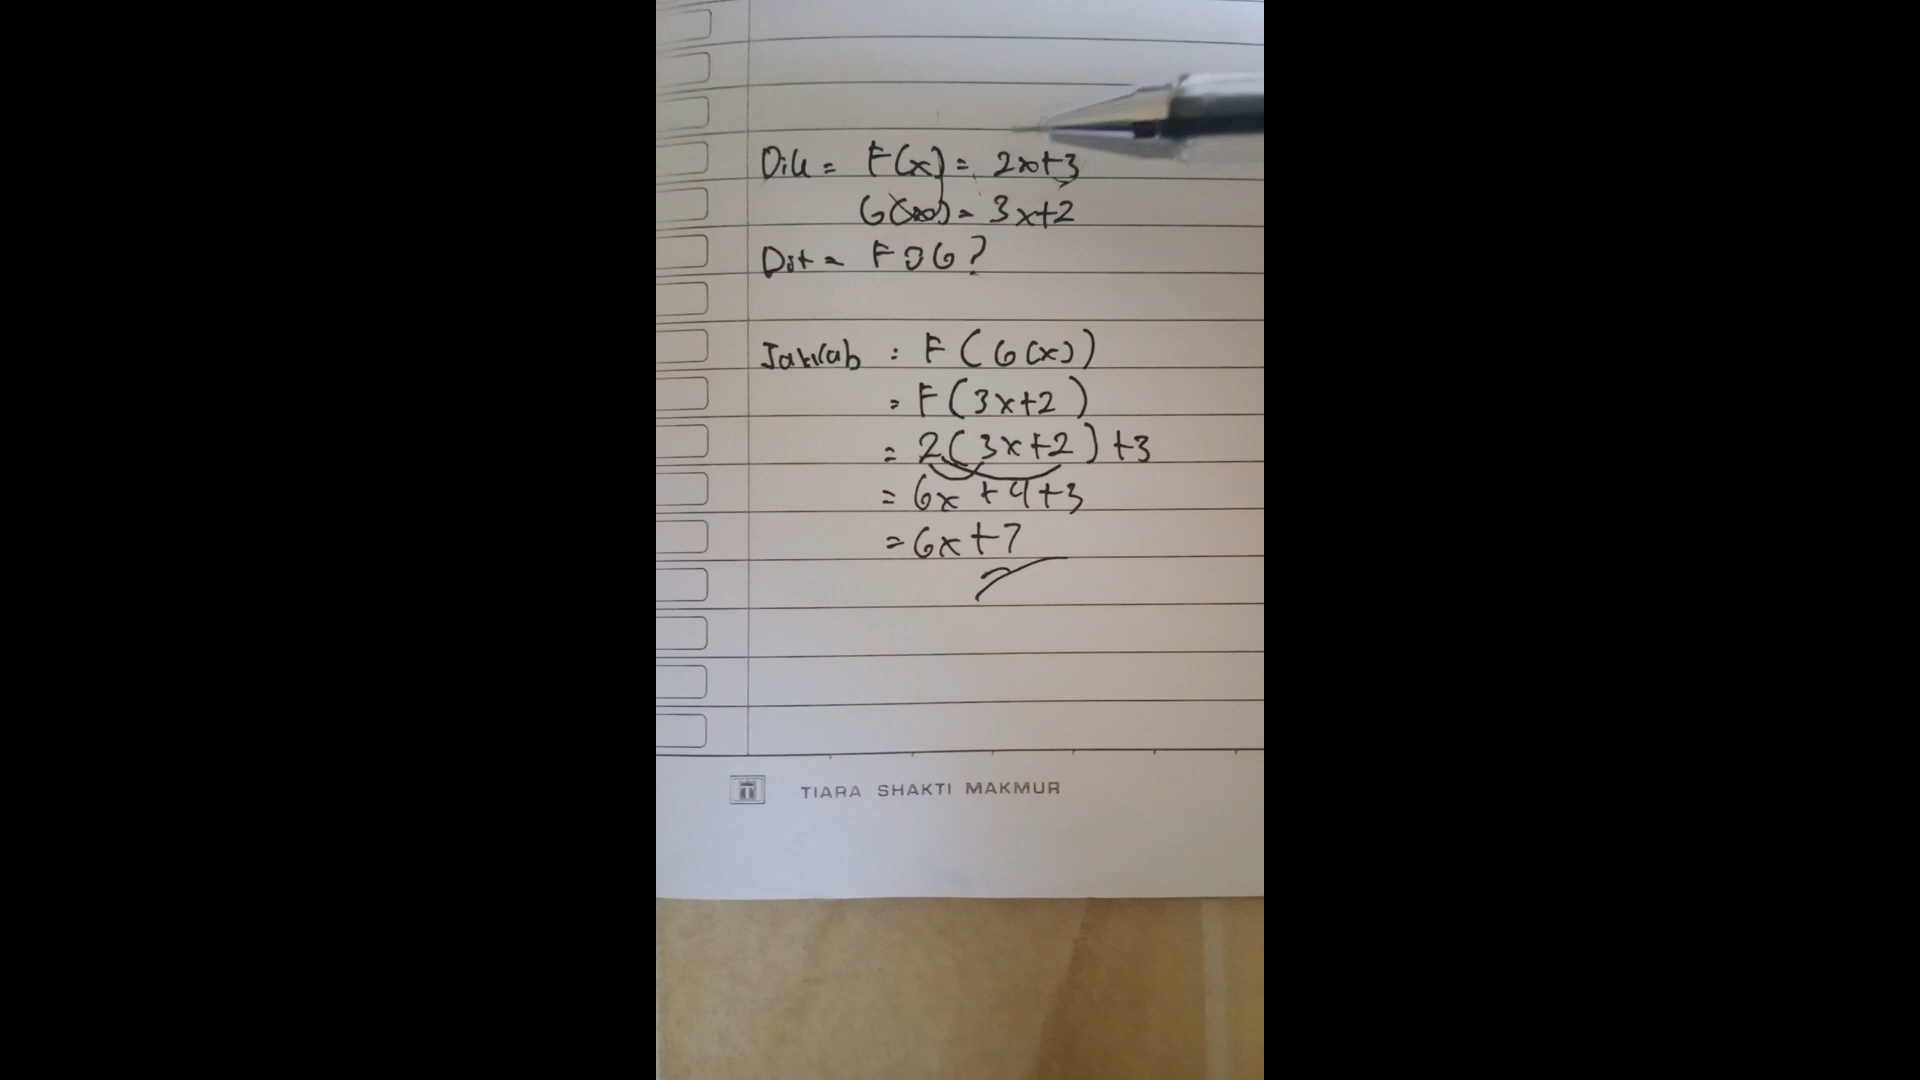 Dik = F(x) = 2x+3
G(x) = 3x+2
Dit = F O G ?
Jawab : F ( G (x) )
= F ( 3x+2 )
= 2 ( 3x+2 ) +3
= 6x +4+3
= 6x+7
TIARA SHAKTI MAKMUR